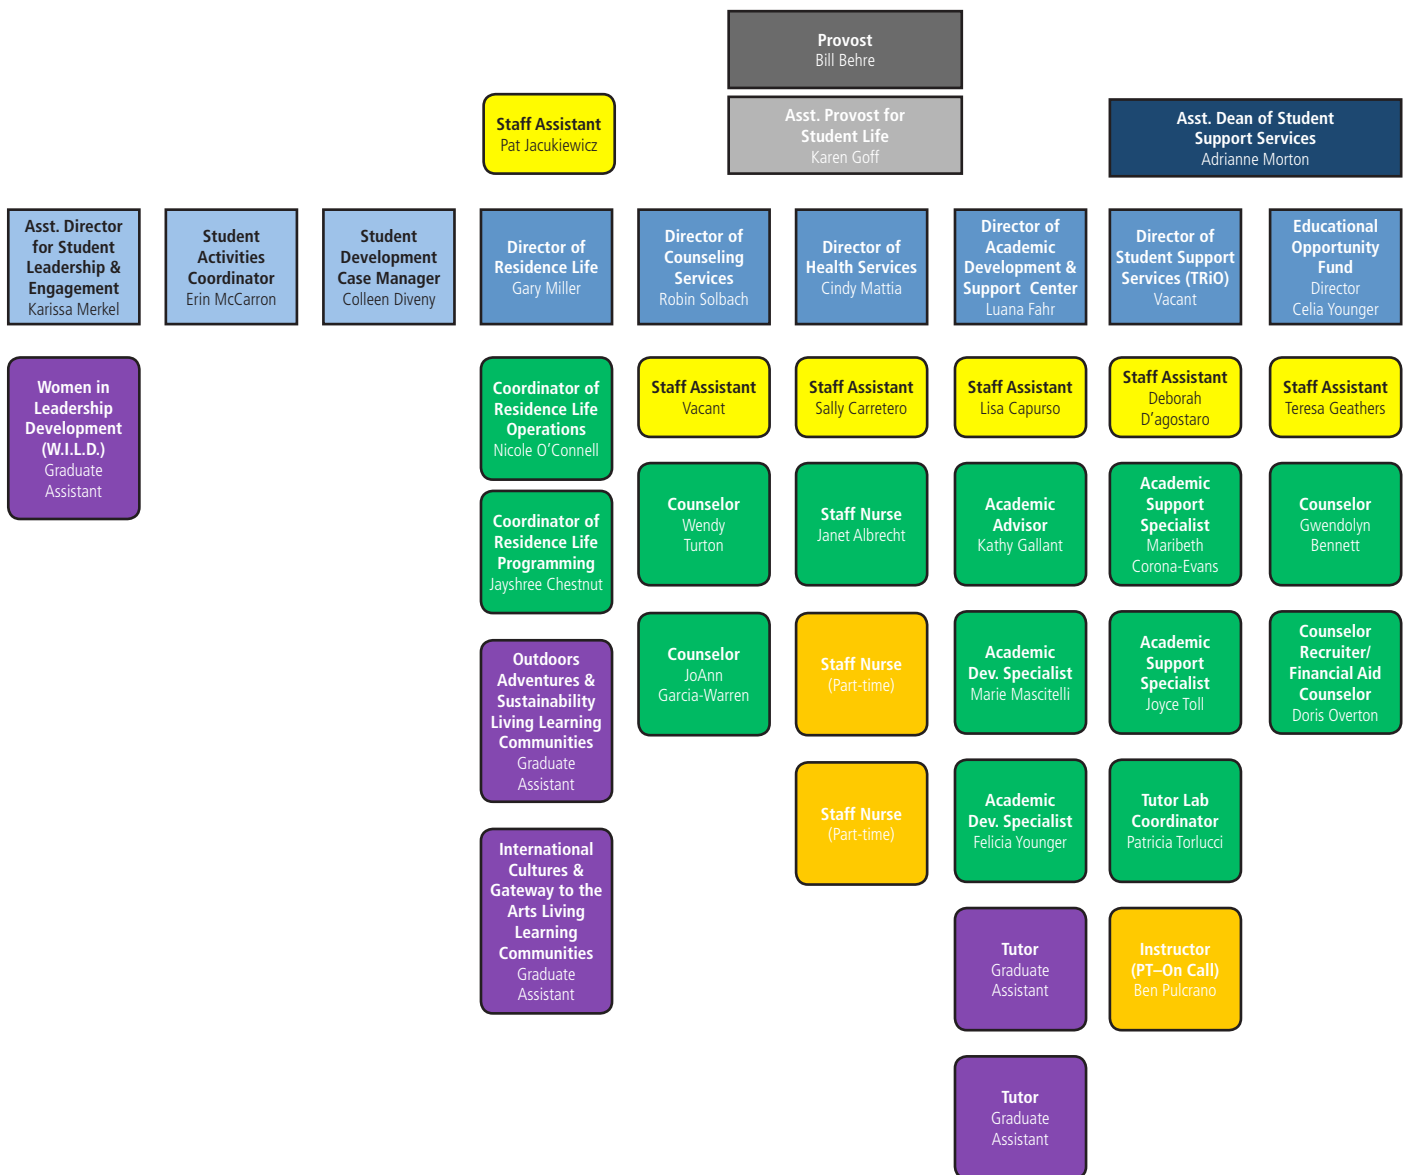 Provost
Bill Behre
Staff Assistant
Pat Jacukiewicz
Asst. Provost for
Student Life
Karen Goff
Asst. Dean of Student
Support Services
Adrianne Morton
Asst. Director
for Student
Leadership &
Engagement
Karissa Merkel
Student
Activities
Coordinator
Erin McCarron
Student
Development
Case Manager
Colleen Diveny
Director of
Residence Life
Gary Miller
Director of
Counseling
Services
Robin Solbach
Director of
Health Services
Cindy Mattia
Director of
Academic
Development &
Support Center
Luana Fahr
Director of
Student Support
Services (TRiO)
Vacant
Educational
Opportunity
Fund
Director
Celia Younger
Women in
Leadership
Development
(W.I.L.D.)
Graduate
Assistant
Coordinator of
Residence Life
Operations
Nicole O’Connell
Staff Assistant
Vacant
Staff Assistant
Sally Carretero
Staff Assistant
Lisa Capurso
Staff Assistant
Deborah
D’agostaro
Staff Assistant
Teresa Geathers
Coordinator of
Residence Life
Programming
Jayshree Chestnut
Counselor
Wendy
Turton
Staff Nurse
Janet Albrecht
Academic
Advisor
Kathy Gallant
Academic
Support
Specialist
Maribeth
Corona-Evans
Counselor
Gwendolyn
Bennett
Outdoors
Adventures &
Sustainability
Living Learning
Communities
Graduate
Assistant
Counselor
JoAnn
Garcia-Warren
Staff Nurse
(Part-time)
Academic
Dev. Specialist
Marie Mascitelli
Academic
Support
Specialist
Joyce Toll
Counselor
Recruiter/
Financial Aid
Counselor
Doris Overton
International
Cultures &
Gateway to the
Arts Living
Learning
Communities
Graduate
Assistant
Staff Nurse
(Part-time)
Academic
Dev. Specialist
Felicia Younger
Tutor Lab
Coordinator
Patricia Torlucci
Tutor
Graduate
Assistant
Instructor
(PT–On Call)
Ben Pulcrano
Tutor
Graduate
Assistant